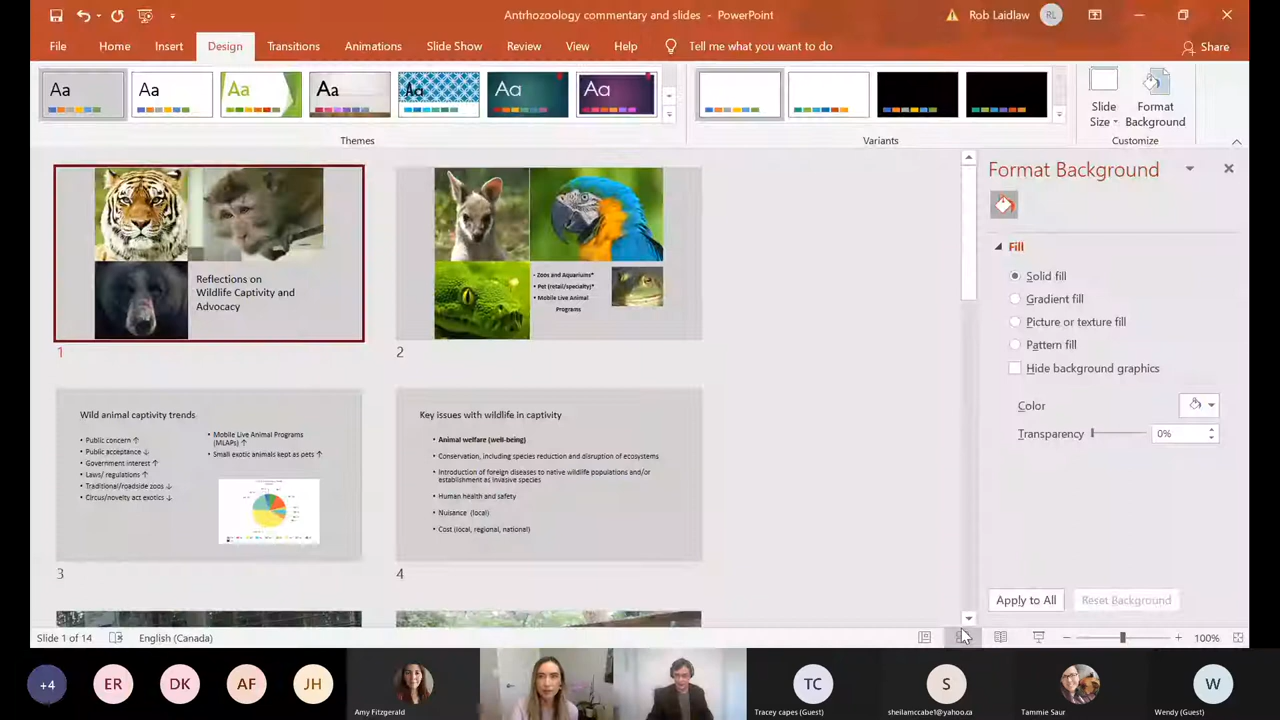 Antrhozoology commentary and slides - PowerPoint
Rob Laidlaw
RL
File
Home
Insert
Design
Transitions
Animations
Slide Show
Review
View
Help
Tell me what you want to do
Share
Aa
Aa
Aa
Aa
Aa
Aa
Aa
Themes
Variants
Slide
Size
Format
Background
Customize
Reflections on
Wildlife Captivity and
Advocacy
1
• Zoos and Aquariums*
• Pet (retail/specialty)*
• Mobile Live Animal
Programs
2
Wild animal captivity trends
• Public concern ↑
• Public acceptance ↓
• Government interest ↑
• Laws/ regulations ↑
• Traditional/roadside zoos ↓
• Circus/novelty act exotics ↓
• Mobile Live Animal Programs
(MLAPs) ↑
• Small exotic animals kept as pets ↑
3
Key issues with wildlife in captivity
• Animal welfare (well-being)
• Conservation, including species reduction and disruption of ecosystems
• Introduction of foreign diseases to native wildlife populations and/or
establishment as invasive species
• Human health and safety
• Nuisance (local)
• Cost (local, regional, national)
4
Format Background
Fill
Solid fill
Gradient fill
Picture or texture fill
Pattern fill
Hide background graphics
Color
Transparency
0%
Apply to All
Reset Background
Slide 1 of 14
English (Canada)
100%
+4
ER
DK
AF
JH
Amy Fitzgerald
TC
Tracey capes (Guest)
S
sheilamccabe1@yahoo.ca
Tammie Saur
W
Wendy (Guest)